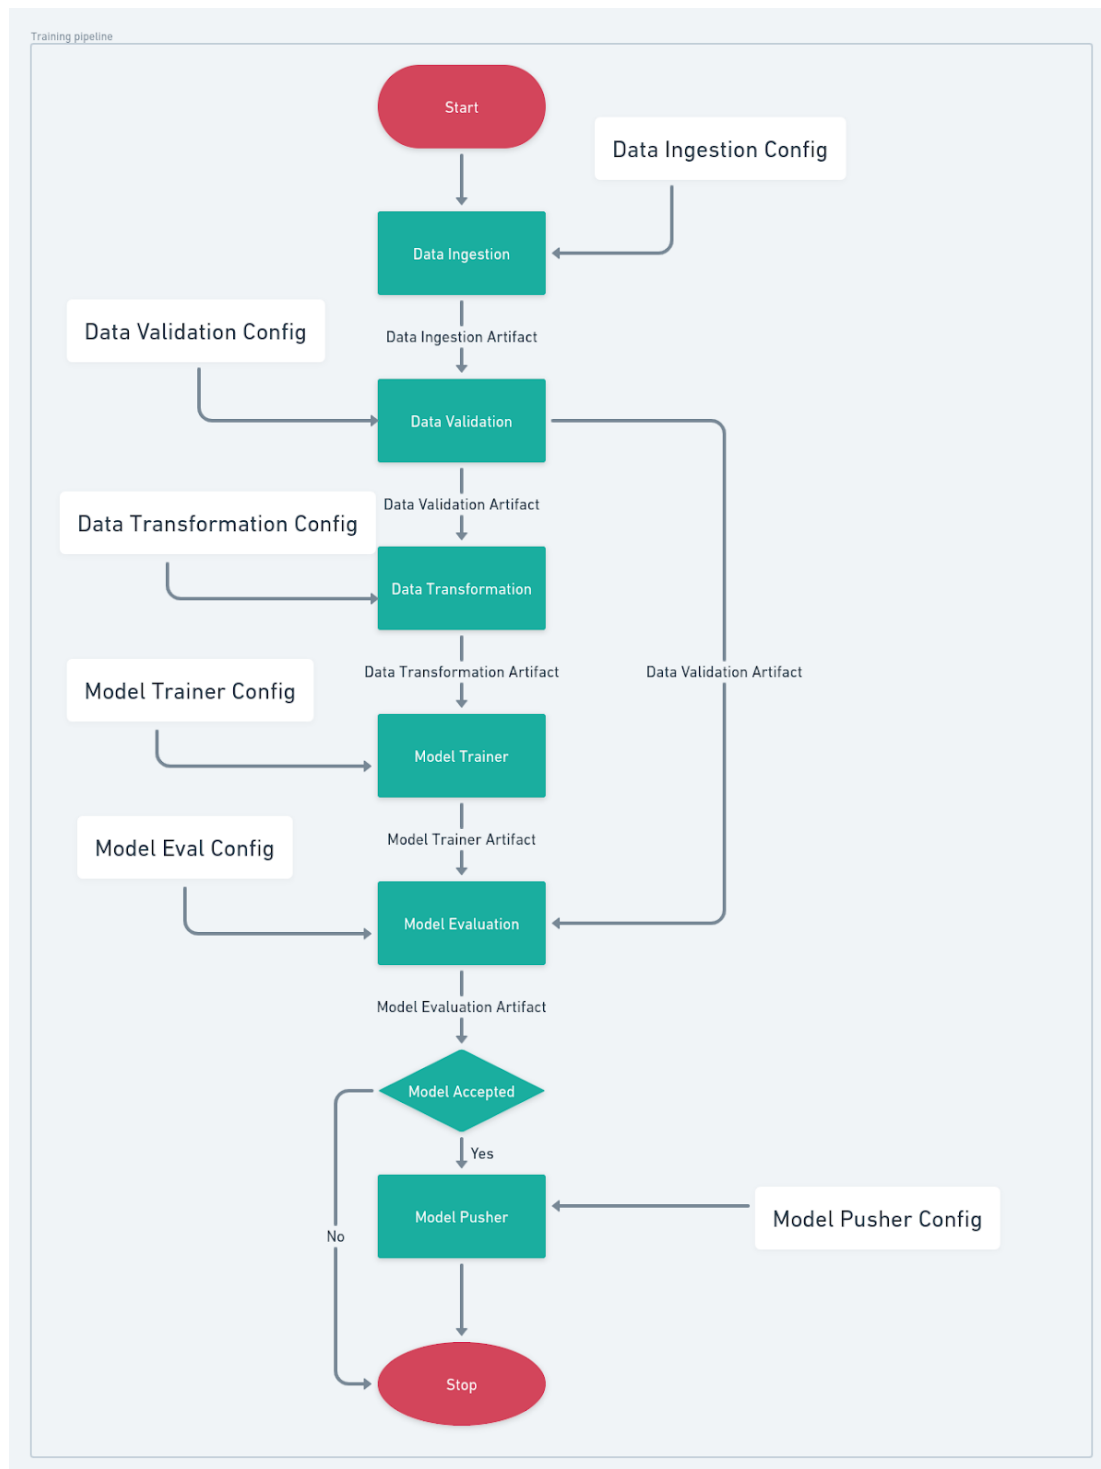 Training pipeline
Start
Data Ingestion Config
Data Ingestion
Data Ingestion Artifact
Data Validation Config
Data Validation
Data Validation Artifact
Data Transformation Config
Data Transformation
Data Transformation Artifact
Data Validation Artifact
Model Trainer Config
Model Trainer
Model Trainer Artifact
Model Eval Config
Model Evaluation
Model Evaluation Artifact
Model Accepted
Yes
Model Pusher
Model Pusher Config
No
Stop